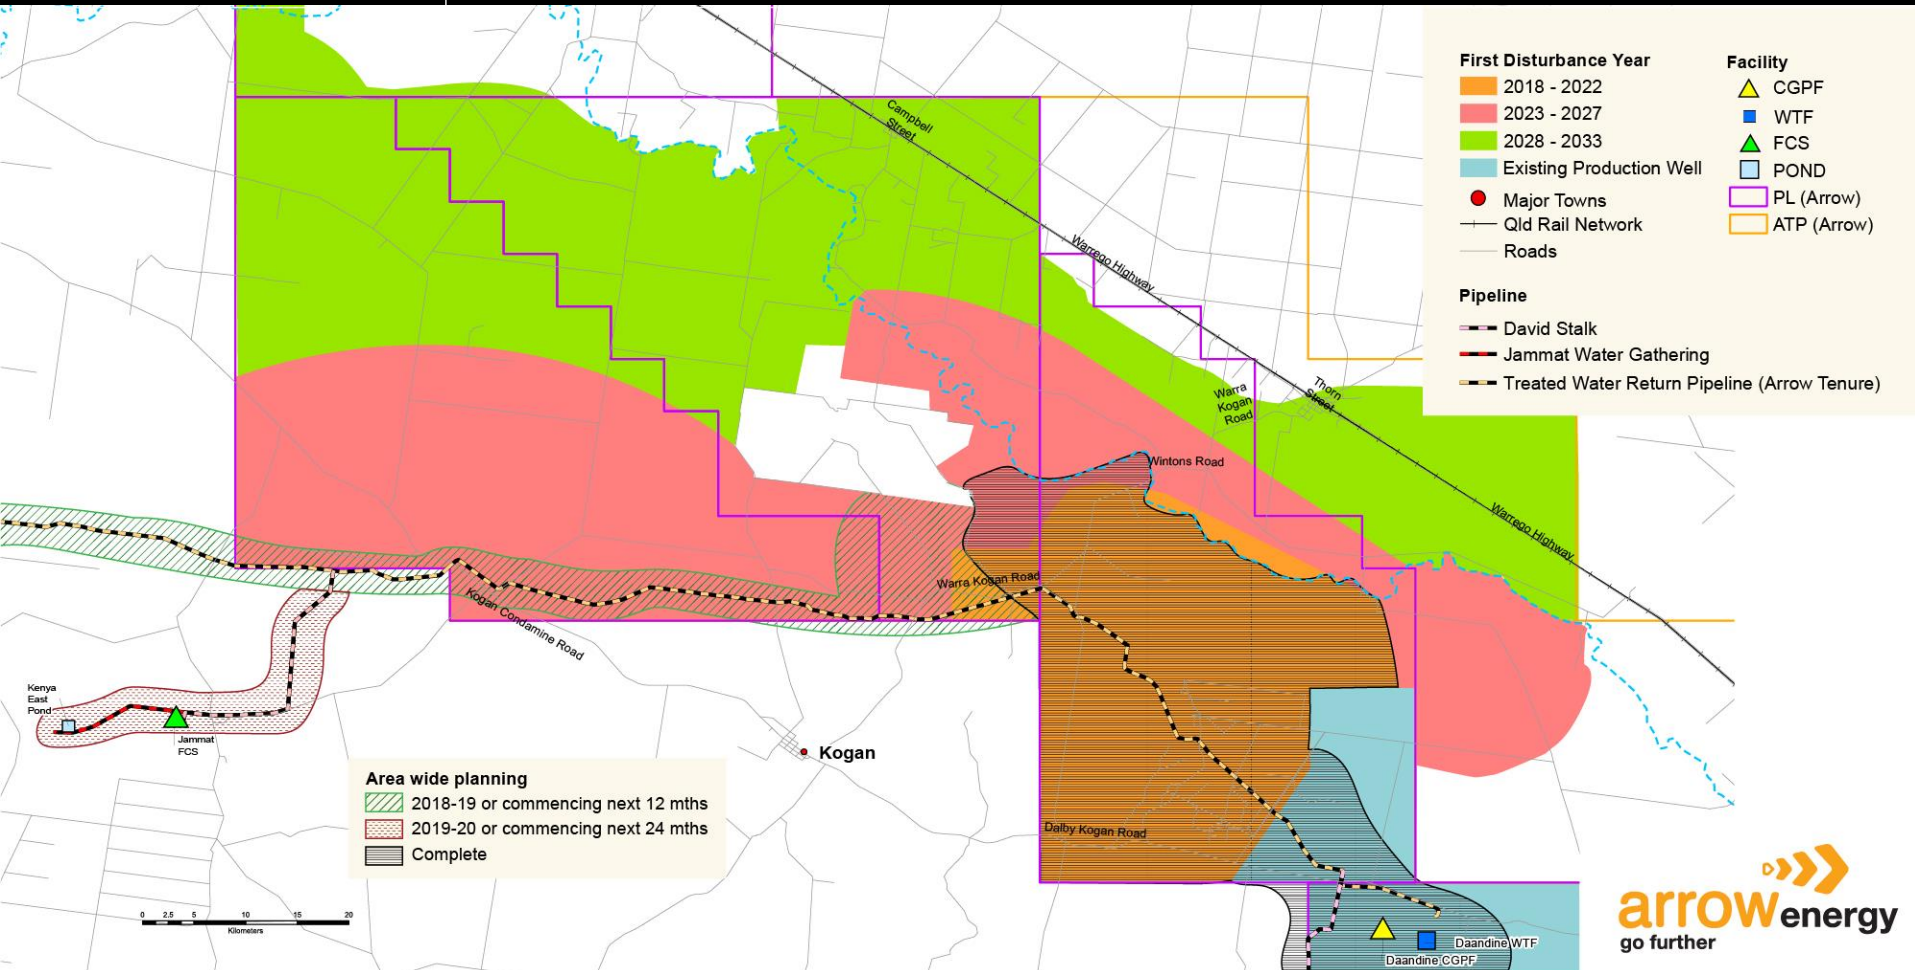 First Disturbance Year
2018 - 2022
2023 - 2027
2028 - 2033
Existing Production Well
Major Towns
Qld Rail Network
Roads
Facility
CGPF
WTF
FCS
POND
PL (Arrow)
ATP (Arrow)
Pipeline
David Stalk
Jammat Water Gathering
Treated Water Return Pipeline (Arrow Tenure)
Campbell
Street
Warrego Highway
Warra
Kogan
Road
Thorn
Street
Wintons Road
Warrego Highway
Warra Kogan Road
Kogan Condamine Road
Kenya
East
Pond
Jammat
FCS
Kogan
Area wide planning
2018-19 or commencing next 12 mths
2019-20 or commencing next 24 mths
Complete
Dalby Kogan Road
0 2.5 5 10 15 20
Kilometers
Daandine WTF
Daandine CGPF
arrow energy
go further